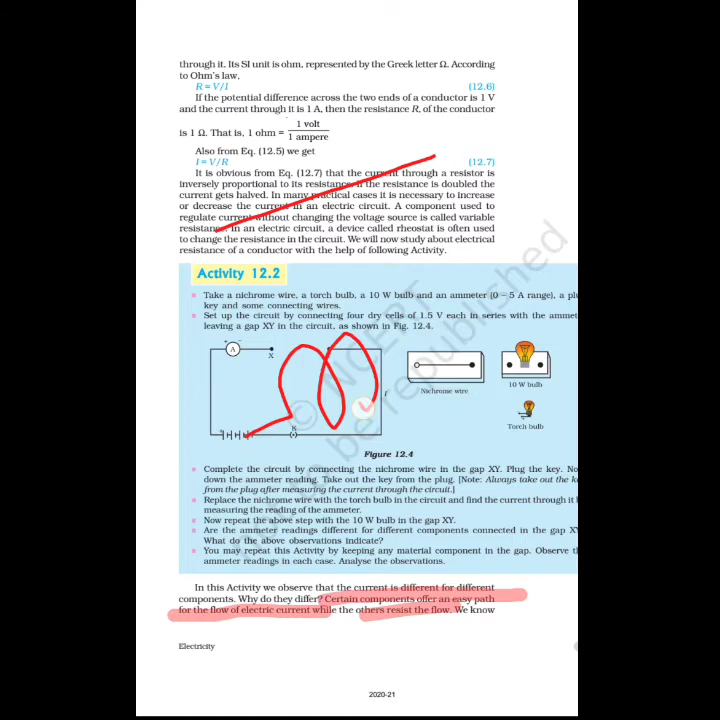 through it. Its SI unit is ohm, represented by the Greek letter Ω. According
to Ohm's law,
R = V/I (12.6)
If the potential difference across the two ends of a conductor is 1 V
and the current through it is 1 A, then the resistance R, of the conductor
is 1 Ω. That is, 1 ohm = 1 volt / 1 ampere
Also from Eq. (12.5) we get
I = V/R (12.7)
It is obvious from Eq. (12.7) that the current through a resistor is
inversely proportional to its resistance. If the resistance is doubled the
current gets halved. In many practical cases it is necessary to increase
or decrease the current in an electric circuit. A component used to
regulate current without changing the voltage source is called variable
resistance. In an electric circuit, a device called rheostat is often used
to change the resistance in the circuit. We will now study about electrical
resistance of a conductor with the help of following Activity.
Activity 12.2
Take a nichrome wire, a torch bulb, a 10 W bulb and an ammeter (0 – 5 A range), a plu
key and some connecting wires.
Set up the circuit by connecting four dry cells of 1.5 V each in series with the ammet
leaving a gap XY in the circuit, as shown in Fig. 12.4.
+ –
A
X
Nichrome wire
10 W bulb
Torch bulb
+ –
K
Figure 12.4
Complete the circuit by connecting the nichrome wire in the gap XY. Plug the key. No
down the ammeter reading. Take out the key from the plug. [Note: Always take out the ke
from the plug after measuring the current through the circuit.]
Replace the nichrome wire with the torch bulb in the circuit and find the current through it b
measuring the reading of the ammeter.
Now repeat the above step with the 10 W bulb in the gap XY.
Are the ammeter readings different for different components connected in the gap XY
What do the above observations indicate?
You may repeat this Activity by keeping any material component in the gap. Observe th
ammeter readings in each case. Analyse the observations.
© NCERT
not to be republished
In this Activity we observe that the current is different for different
components. Why do they differ? Certain components offer an easy path
for the flow of electric current while the others resist the flow. We know
Electricity
2020-21